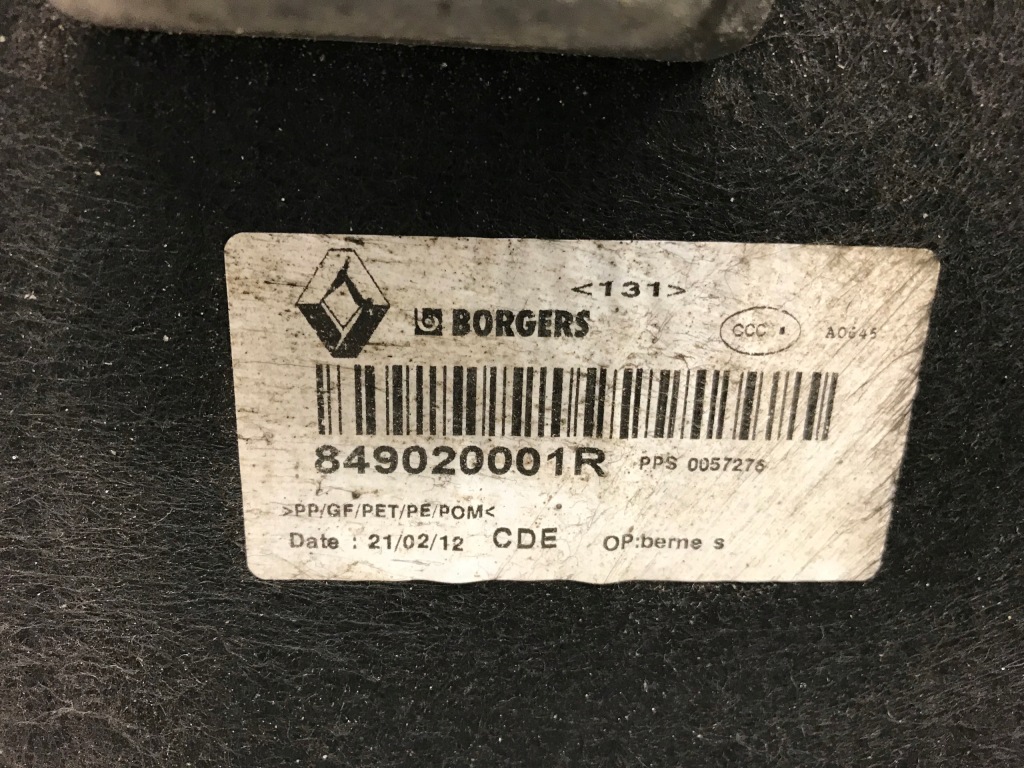 <131>
BORGERS
CCC
849020001R PPS 0057276
>PP/GF/PET/PE/POM<
Date : 21/02/12 CDE OP:berne s